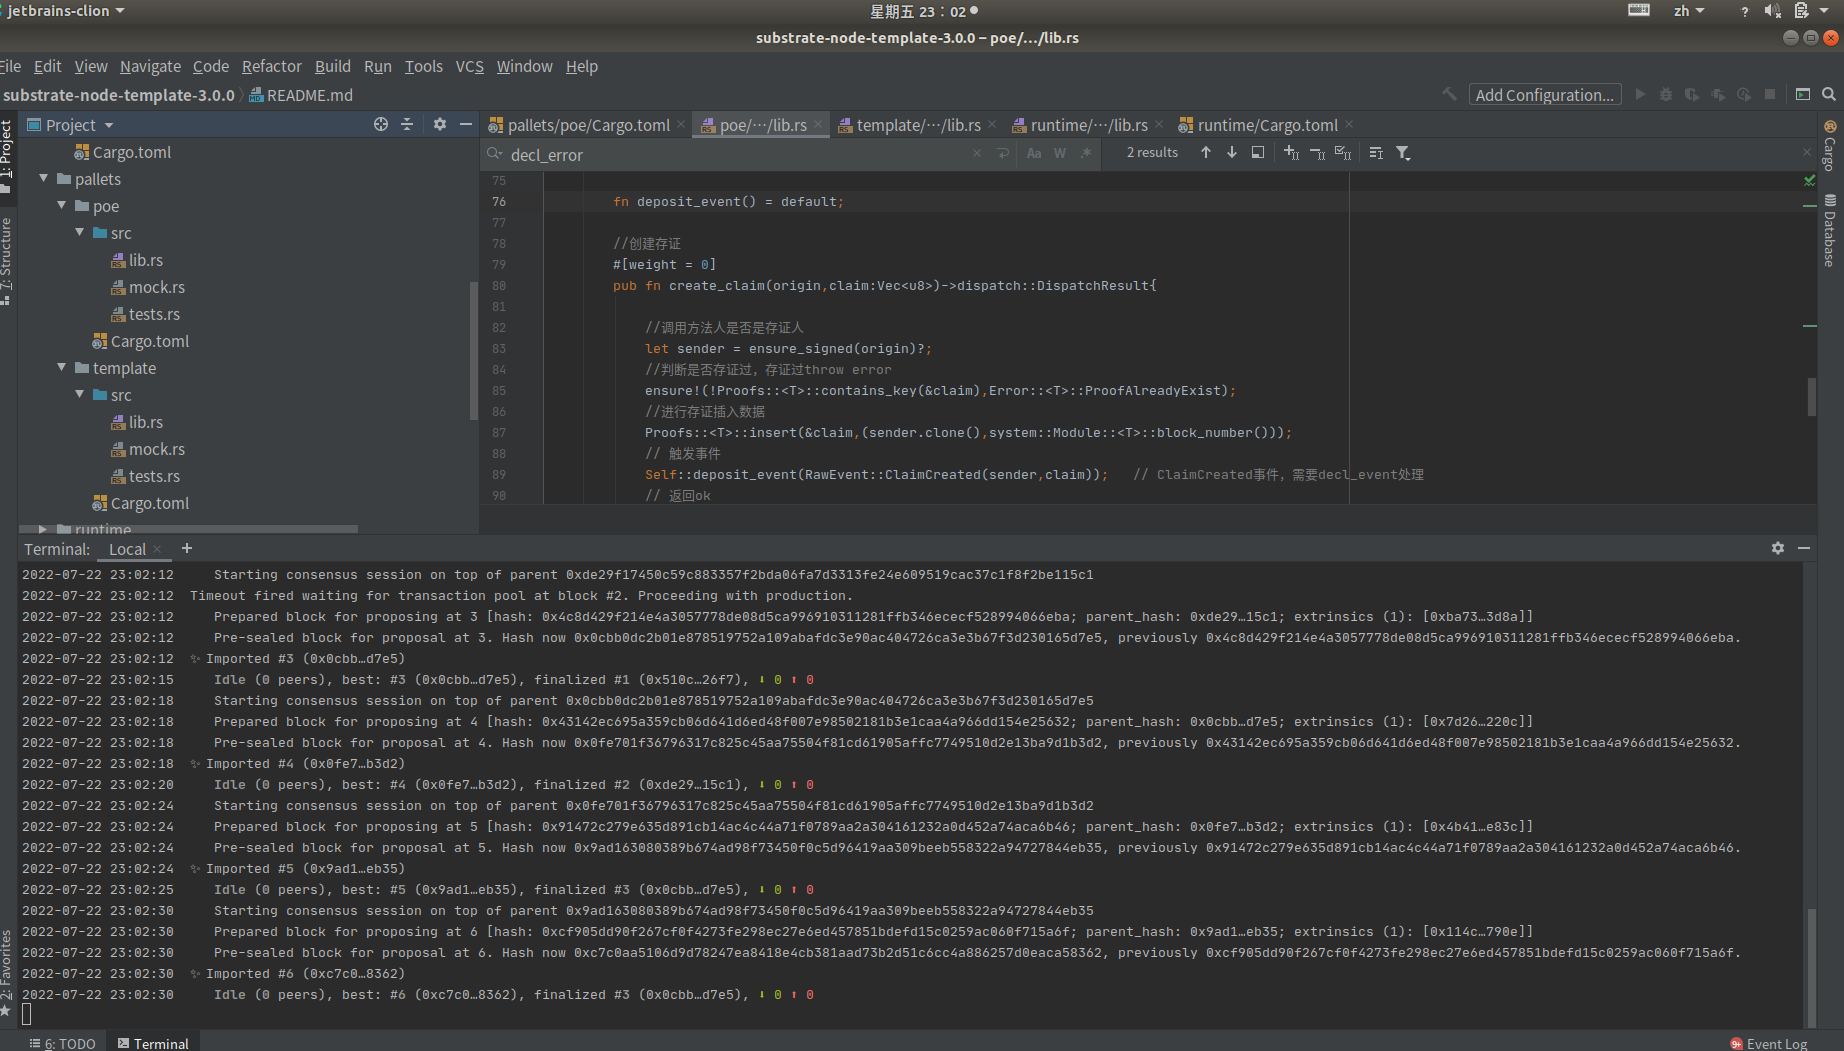 jetbrains-clion
星期五 23:02
zh
substrate-node-template-3.0.0 – poe/.../lib.rs
File Edit View Navigate Code Refactor Build Run Tools VCS Window Help
substrate-node-template-3.0.0 README.md
Add Configuration...
Project
pallets/poe/Cargo.toml poe/.../lib.rs template/.../lib.rs runtime/.../lib.rs runtime/Cargo.toml
decl_error
Aa W .*
2 results
1: Project
7: Structure
2: Favorites
Cargo
Database
Cargo.toml
pallets
poe
src
lib.rs
mock.rs
tests.rs
Cargo.toml
template
src
lib.rs
mock.rs
tests.rs
Cargo.toml
runtime
75
76 fn deposit_event() = default;
77
78 //创建存证
79 #[weight = 0]
80 pub fn create_claim(origin,claim:Vec<u8>)->dispatch::DispatchResult{
81
82 //调用方法人是否是存证人
83 let sender = ensure_signed(origin)?;
84 //判断是否存证过，存证过throw error
85 ensure!(!Proofs::<T>::contains_key(&claim),Error::<T>::ProofAlreadyExist);
86 //进行存证插入数据
87 Proofs::<T>::insert(&claim,(sender.clone(),system::Module::<T>::block_number()));
88 // 触发事件
89 Self::deposit_event(RawEvent::ClaimCreated(sender,claim)); // ClaimCreated事件，需要decl_event处理
90 // 返回ok
Terminal: Local +
2022-07-22 23:02:12 Starting consensus session on top of parent 0xde29f17450c59c883357f2bda06fa7d3313fe24e609519cac37c1f8f2be115c1
2022-07-22 23:02:12 Timeout fired waiting for transaction pool at block #2. Proceeding with production.
2022-07-22 23:02:12 Prepared block for proposing at 3 [hash: 0x4c8d429f214e4a3057778de08d5ca996910311281ffb346ececf528994066eba; parent_hash: 0xde29…15c1; extrinsics (1): [0xba73…3d8a]]
2022-07-22 23:02:12 Pre-sealed block for proposal at 3. Hash now 0x0cbb0dc2b01e878519752a109abafdc3e90ac404726ca3e3b67f3d230165d7e5, previously 0x4c8d429f214e4a3057778de08d5ca996910311281ffb346ececf528994066eba.
2022-07-22 23:02:12 ✨ Imported #3 (0x0cbb…d7e5)
2022-07-22 23:02:15 Idle (0 peers), best: #3 (0x0cbb…d7e5), finalized #1 (0x510c…26f7), ⬇ 0 ⬆ 0
2022-07-22 23:02:18 Starting consensus session on top of parent 0x0cbb0dc2b01e878519752a109abafdc3e90ac404726ca3e3b67f3d230165d7e5
2022-07-22 23:02:18 Prepared block for proposing at 4 [hash: 0x43142ec695a359cb06d641d6ed48f007e98502181b3e1caa4a966dd154e25632; parent_hash: 0x0cbb…d7e5; extrinsics (1): [0x7d26…220c]]
2022-07-22 23:02:18 Pre-sealed block for proposal at 4. Hash now 0x0fe701f36796317c825c45aa75504f81cd61905affc7749510d2e13ba9d1b3d2, previously 0x43142ec695a359cb06d641d6ed48f007e98502181b3e1caa4a966dd154e25632.
2022-07-22 23:02:18 ✨ Imported #4 (0x0fe7…b3d2)
2022-07-22 23:02:20 Idle (0 peers), best: #4 (0x0fe7…b3d2), finalized #2 (0xde29…15c1), ⬇ 0 ⬆ 0
2022-07-22 23:02:24 Starting consensus session on top of parent 0x0fe701f36796317c825c45aa75504f81cd61905affc7749510d2e13ba9d1b3d2
2022-07-22 23:02:24 Prepared block for proposing at 5 [hash: 0x91472c279e635d891cb14ac4c44a71f0789aa2a304161232a0d452a74aca6b46; parent_hash: 0x0fe7…b3d2; extrinsics (1): [0x4b41…e83c]]
2022-07-22 23:02:24 Pre-sealed block for proposal at 5. Hash now 0x9ad163080389b674ad98f73450f0c5d96419aa309beeb558322a94727844eb35, previously 0x91472c279e635d891cb14ac4c44a71f0789aa2a304161232a0d452a74aca6b46.
2022-07-22 23:02:24 ✨ Imported #5 (0x9ad1…eb35)
2022-07-22 23:02:25 Idle (0 peers), best: #5 (0x9ad1…eb35), finalized #3 (0x0cbb…d7e5), ⬇ 0 ⬆ 0
2022-07-22 23:02:30 Starting consensus session on top of parent 0x9ad163080389b674ad98f73450f0c5d96419aa309beeb558322a94727844eb35
2022-07-22 23:02:30 Prepared block for proposing at 6 [hash: 0xcf905dd90f267cf0f4273fe298ec27e6ed457851bdefd15c0259ac060f715a6f; parent_hash: 0x9ad1…eb35; extrinsics (1): [0x114c…790e]]
2022-07-22 23:02:30 Pre-sealed block for proposal at 6. Hash now 0xc7c0aa5106d9d78247ea8418e4cb381aad73b2d51c6cc4a886257d0eaca58362, previously 0xcf905dd90f267cf0f4273fe298ec27e6ed457851bdefd15c0259ac060f715a6f.
2022-07-22 23:02:30 ✨ Imported #6 (0xc7c0…8362)
2022-07-22 23:02:30 Idle (0 peers), best: #6 (0xc7c0…8362), finalized #3 (0x0cbb…d7e5), ⬇ 0 ⬆ 0
6: TODO Terminal
9+ Event Log